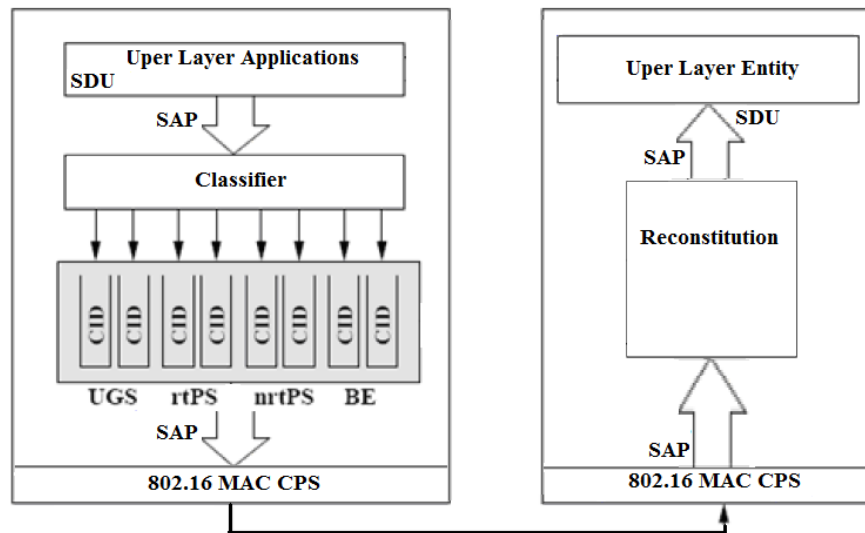 Uper Layer Applications
SDU
SAP
Classifier
CID CID CID CID CID CID CID CID
UGS rtPS nrtPS BE
SAP
802.16 MAC CPS
Uper Layer Entity
SDU
SAP
Reconstitution
SAP
802.16 MAC CPS